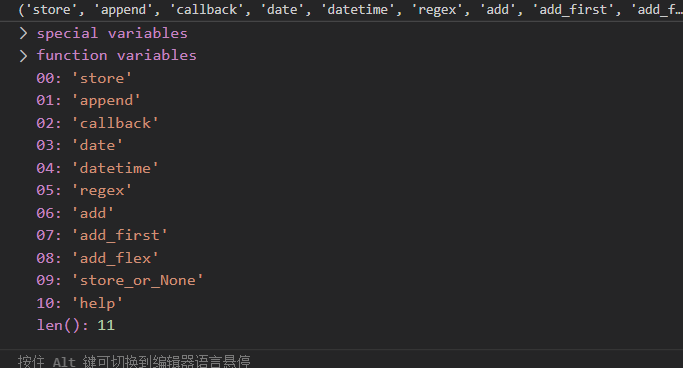 ('store', 'append', 'callback', 'date', 'datetime', 'regex', 'add', 'add_first', 'add_f…
special variables
function variables
00: 'store'
01: 'append'
02: 'callback'
03: 'date'
04: 'datetime'
05: 'regex'
06: 'add'
07: 'add_first'
08: 'add_flex'
09: 'store_or_None'
10: 'help'
len(): 11
按住 Alt 键可切换到编辑器语言悬停